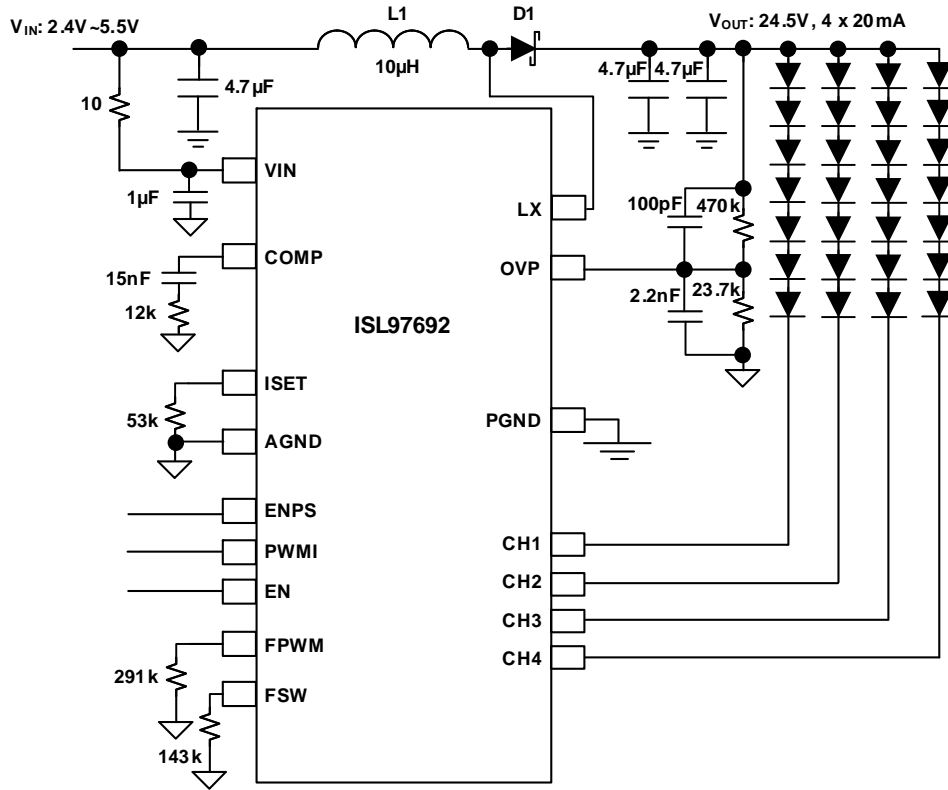 L1
D1
VIN: 2.4V~5.5V
VOUT: 24.5V, 4 x 20mA
10µH
4.7µF
4.7µF 4.7µF
10
VIN
1µF
LX
100pF
470k
COMP
OVP
15nF
2.2nF
23.7k
12k
ISL97692
ISET
53k
PGND
AGND
ENPS
PWMI
CH1
EN
CH2
CH3
FPWM
CH4
291k
FSW
143k